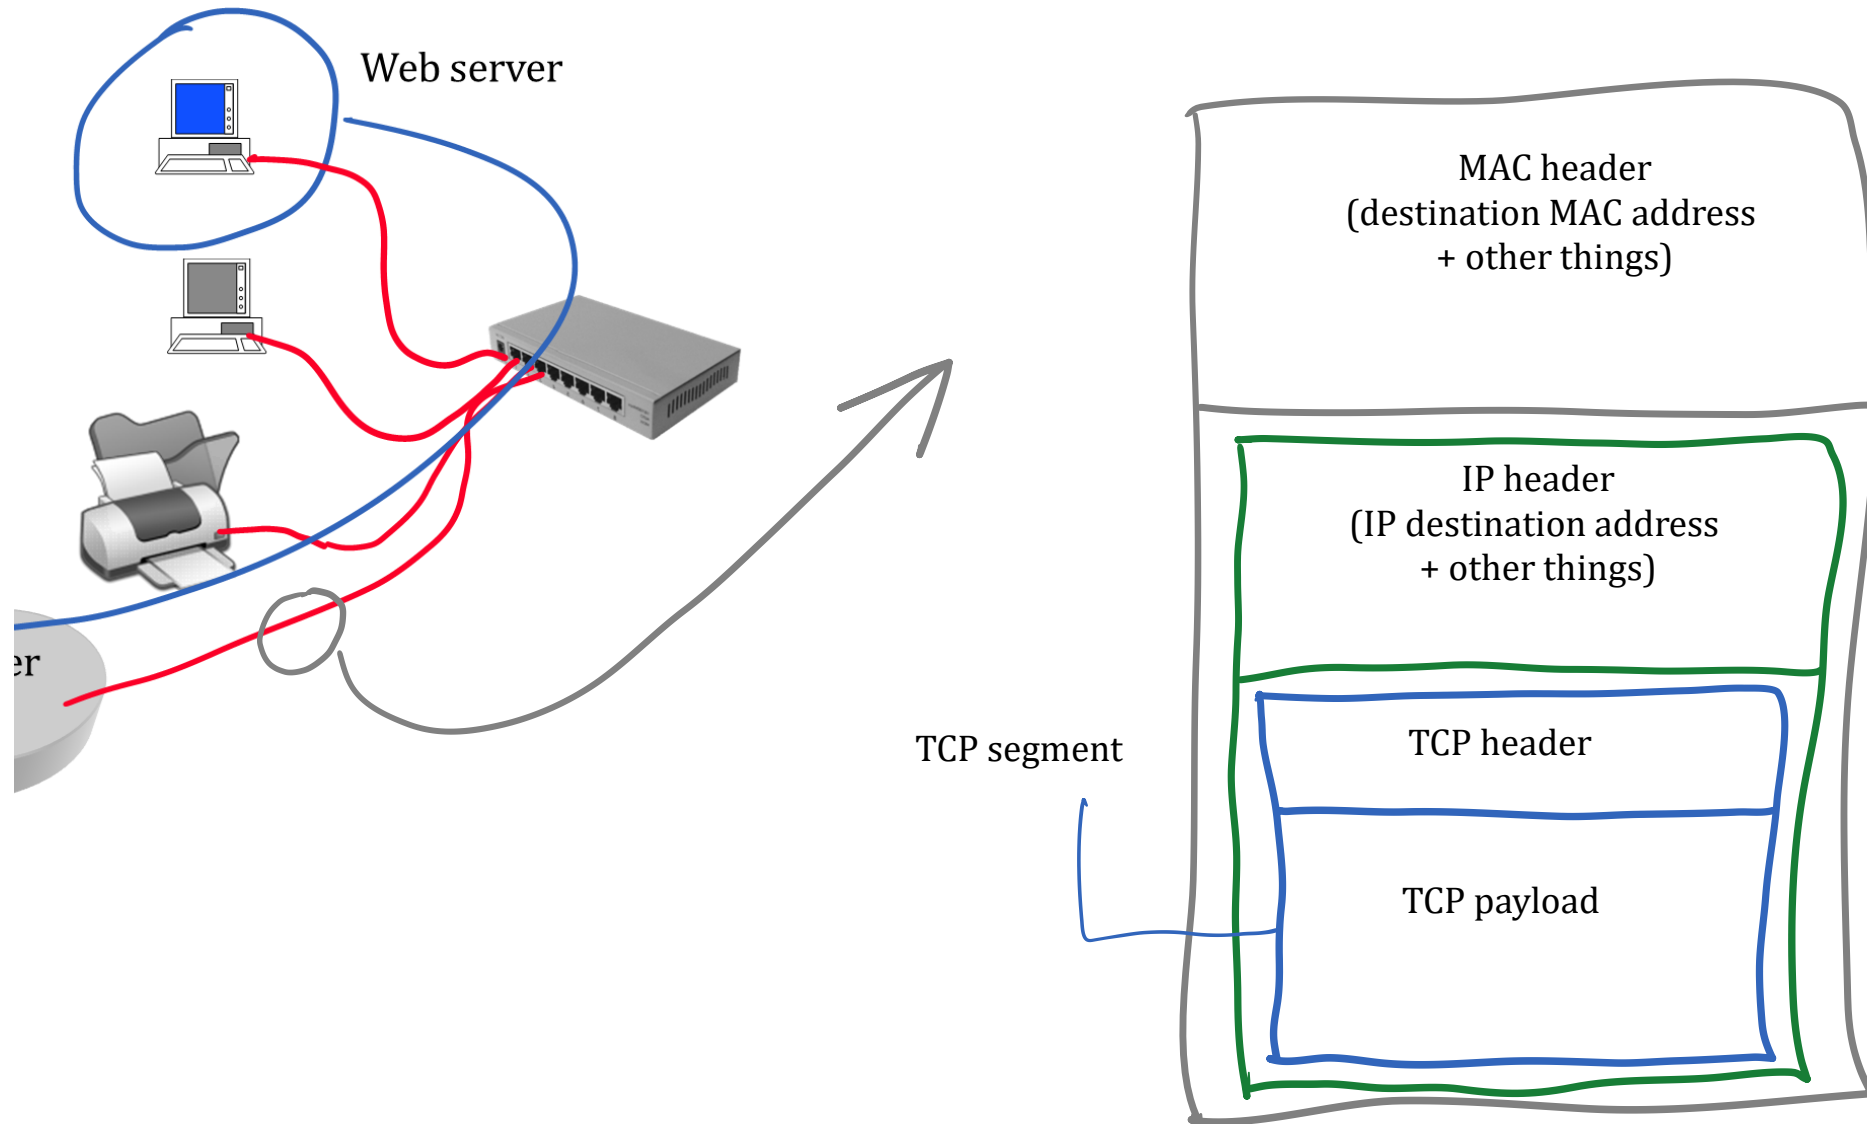 Web server
MAC header
(destination MAC address
+ other things)
IP header
(IP destination address
+ other things)
er
TCP segment
TCP header
TCP payload